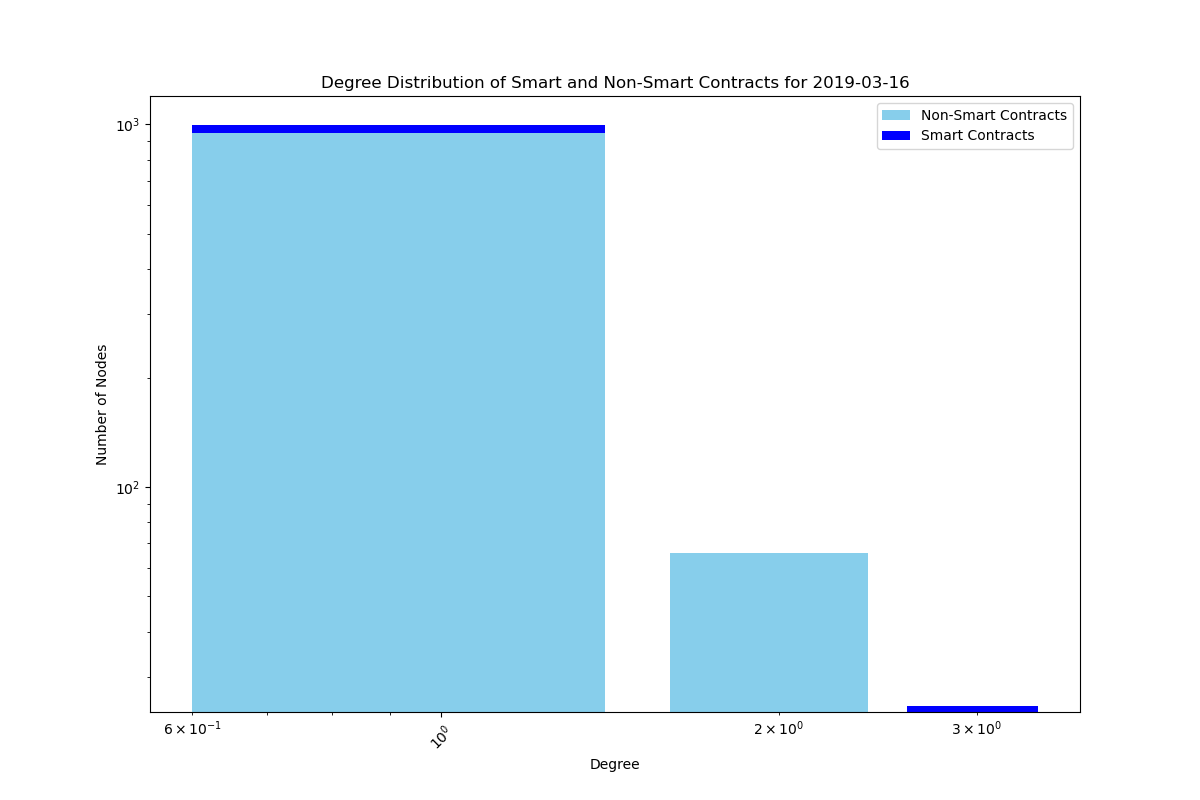 Degree Distribution of Smart and Non-Smart Contracts for 2019-03-16
Non-Smart Contracts
Smart Contracts
10³
10²
Number of Nodes
6 × 10⁻¹
10⁰
2 × 10⁰
3 × 10⁰
Degree